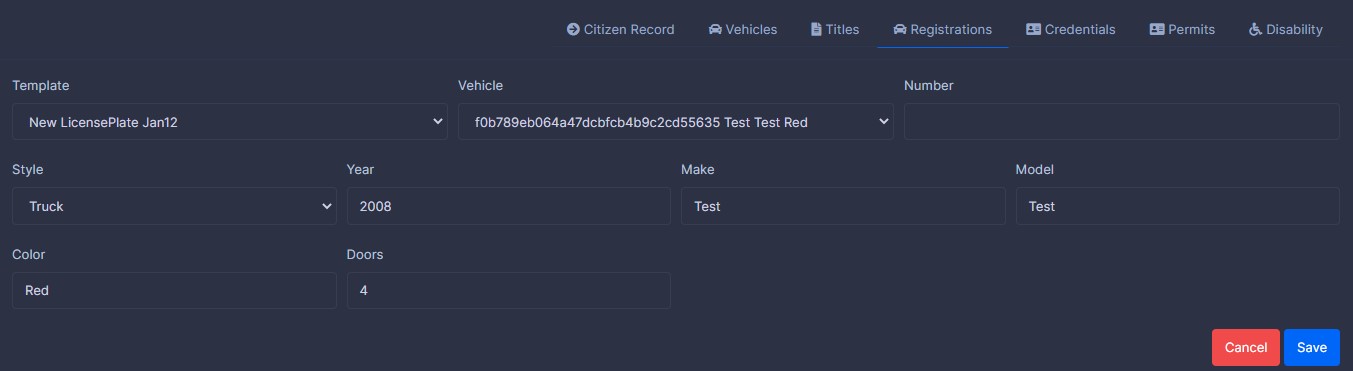 Citizen Record Vehicles Titles Registrations Credentials Permits Disability
Template Vehicle Number
New LicensePlate Jan12 f0b789eb064a47dcbfcb4b9c2cd55635 Test Test Red
Style Year Make Model
Truck 2008 Test Test
Color Doors
Red 4
Cancel Save